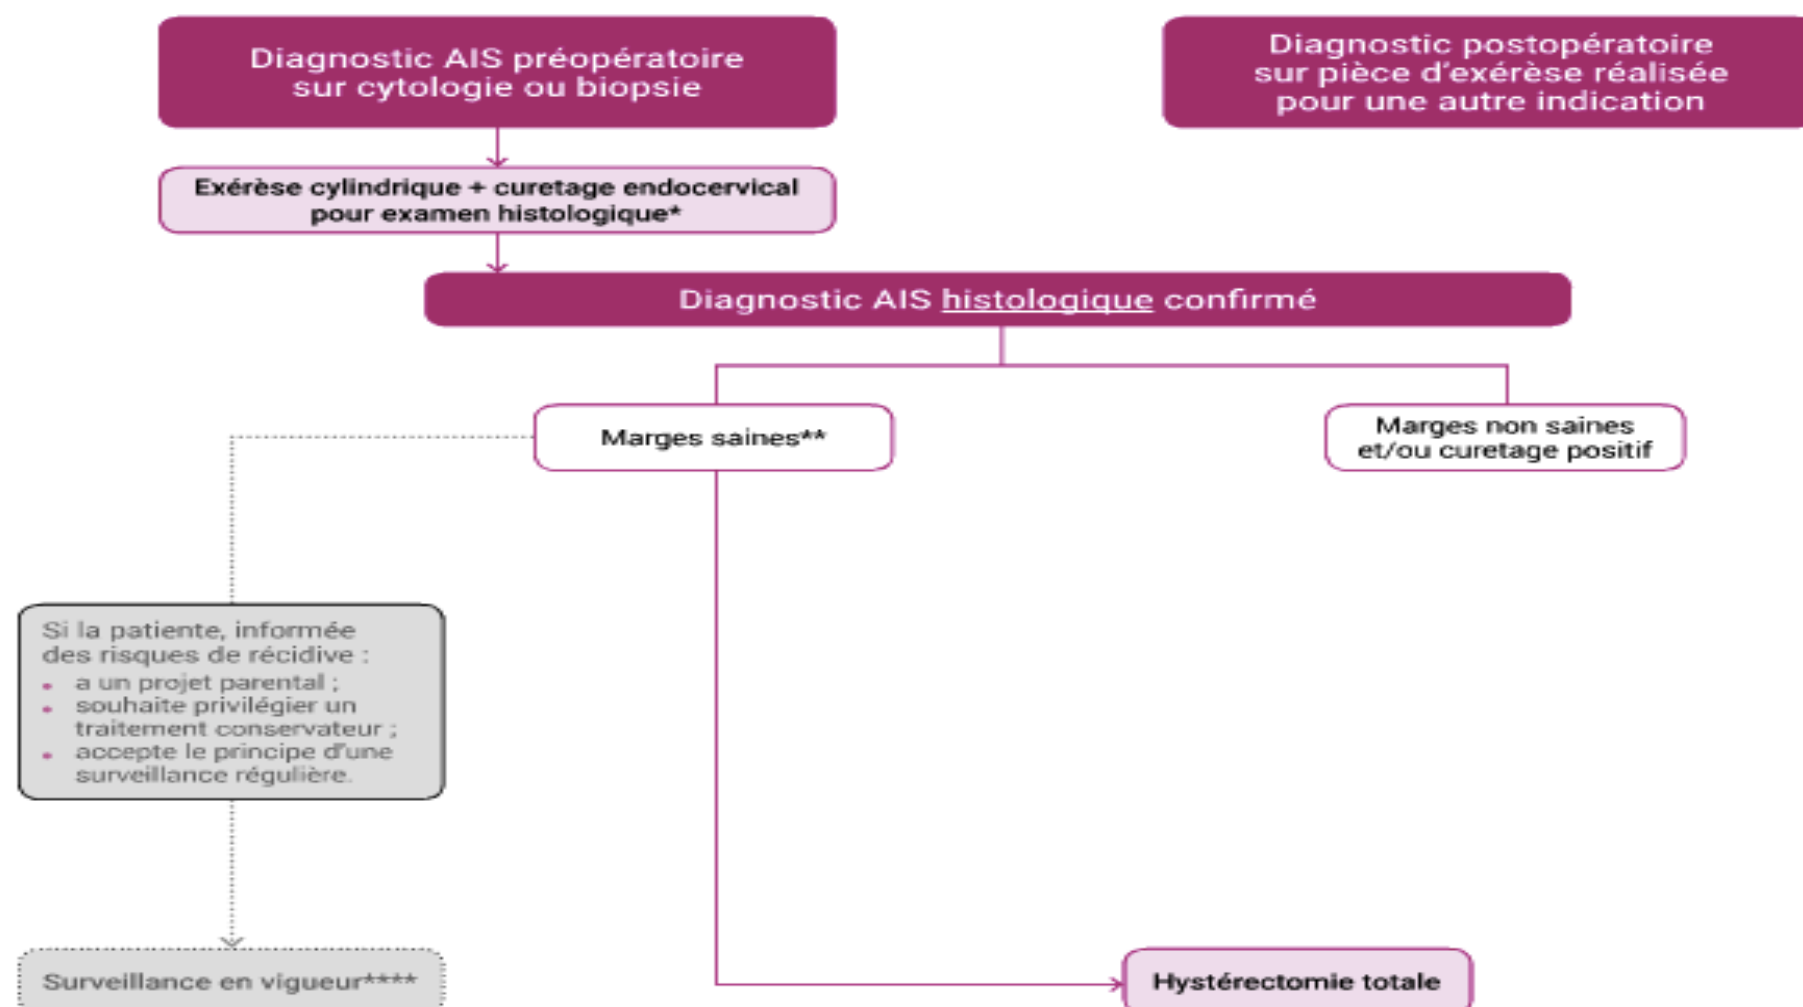 Diagnostic AIS préopératoire
sur cytologie ou biopsie
Diagnostic postopératoire
sur pièce d'exérèse réalisée
pour une autre indication
Exérèse cylindrique + curetage endocervical
pour examen histologique*
Diagnostic AIS histologique confirmé
Marges saines**
Marges non saines
et/ou curetage positif
Si la patiente, informée
des risques de récidive :
• a un projet parental ;
• souhaite privilégier un
traitement conservateur ;
• accepte le principe d'une
surveillance régulière.
Surveillance en vigueur****
Hystérectomie totale